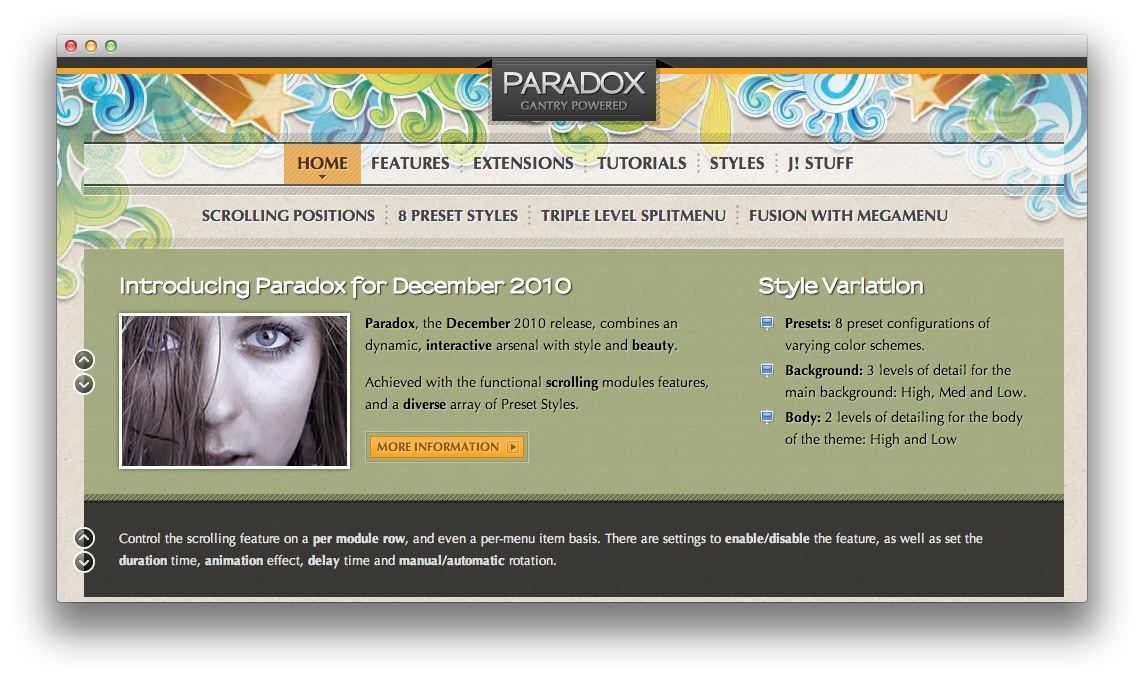 PARADOX
GANTRY POWERED
HOME FEATURES EXTENSIONS TUTORIALS STYLES J! STUFF
SCROLLING POSITIONS 8 PRESET STYLES TRIPLE LEVEL SPLITMENU FUSION WITH MEGAMENU
Introducing Paradox for December 2010
Paradox, the December 2010 release, combines an
dynamic, interactive arsenal with style and beauty.
Achieved with the functional scrolling modules features,
and a diverse array of Preset Styles.
MORE INFORMATION
Style Variation
Presets: 8 preset configurations of
varying color schemes.
Background: 3 levels of detail for the
main background: High, Med and Low.
Body: 2 levels of detailing for the body
of the theme: High and Low
Control the scrolling feature on a per module row, and even a per-menu item basis. There are settings to enable/disable the feature, as well as set the
duration time, animation effect, delay time and manual/automatic rotation.